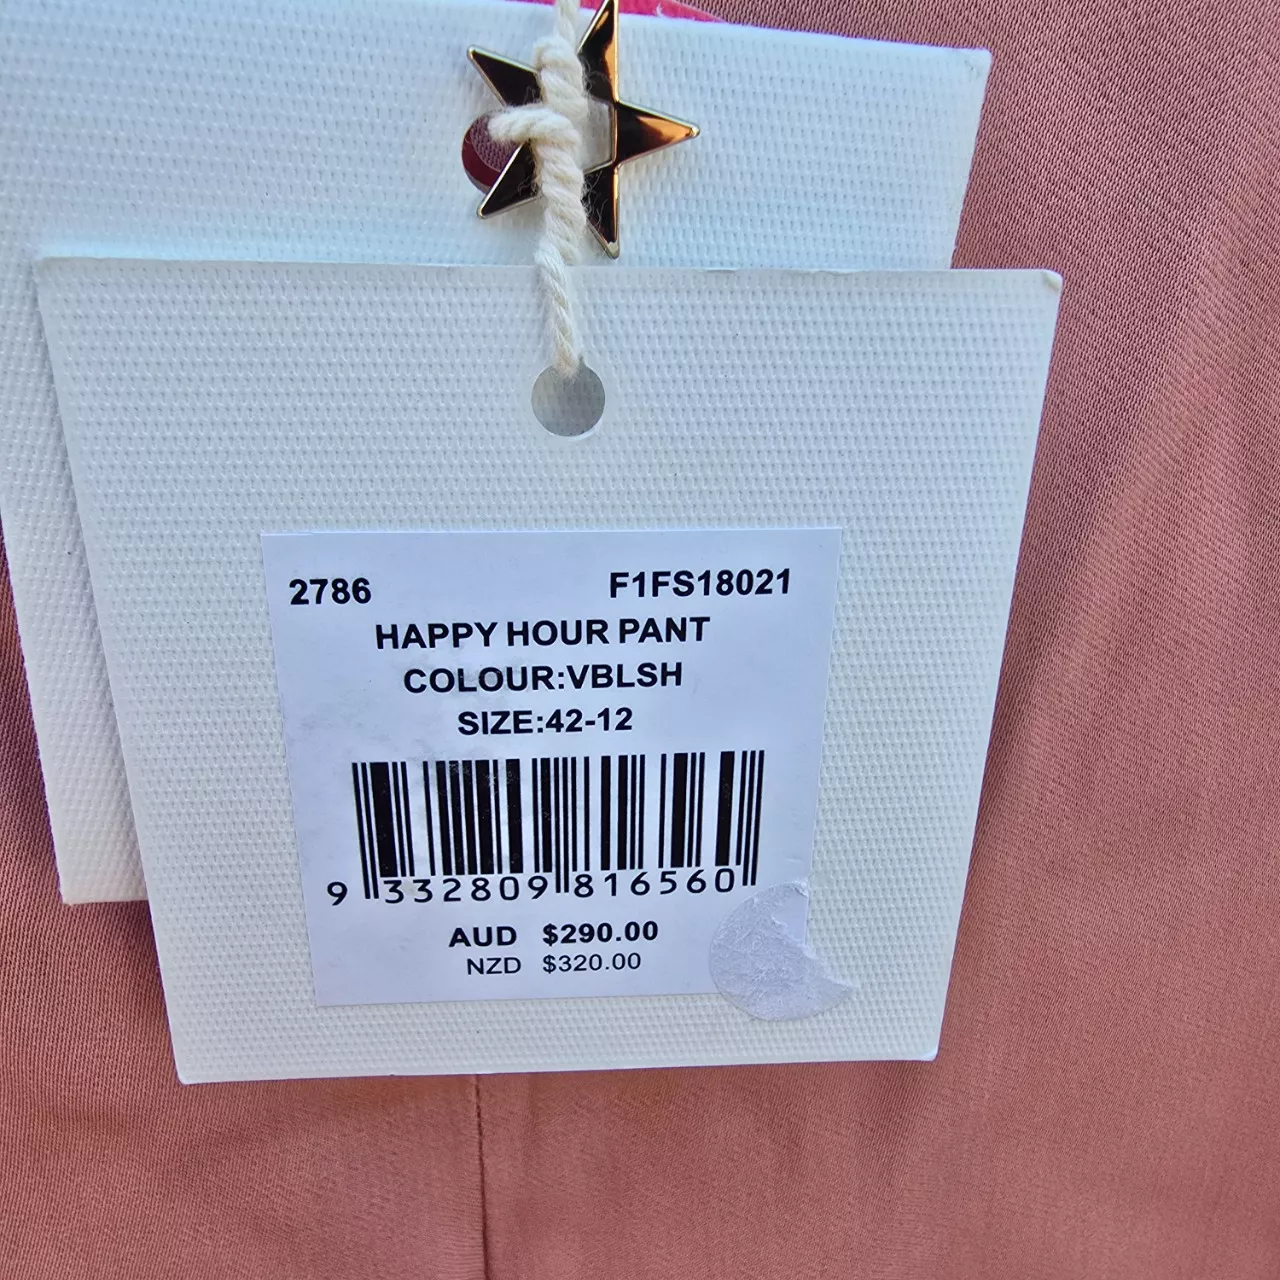 2786 F1FS18021
HAPPY HOUR PANT
COLOUR:VBLSH
SIZE:42-12
9 332809 816560
AUD $290.00
NZD $320.00